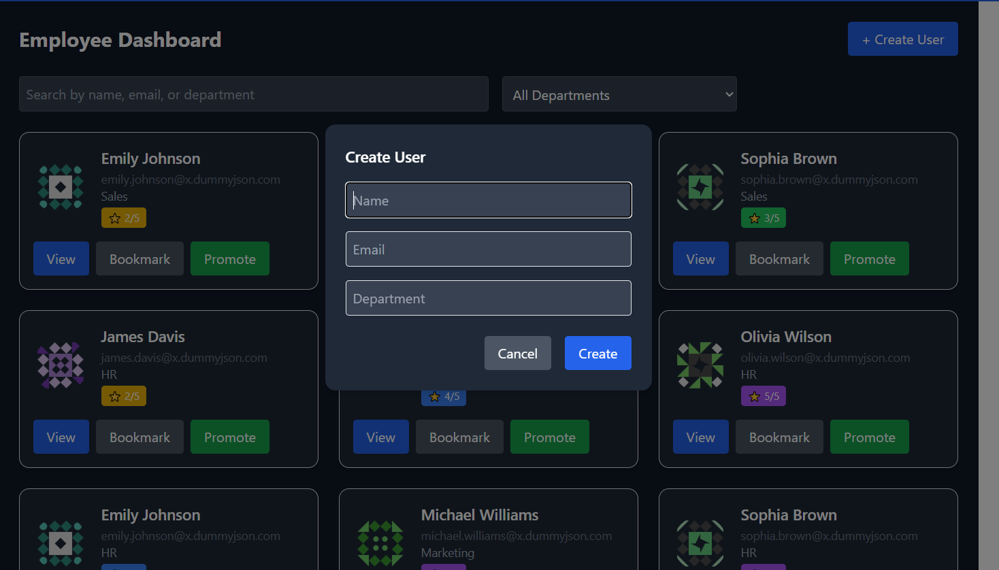 Employee Dashboard
+ Create User
Search by name, email, or department
All Departments
Emily Johnson
emily.johnson@x.dummyjson.com
Sales
2/5
View Bookmark Promote
Create User
Name
Email
Department
Cancel Create
Sophia Brown
sophia.brown@x.dummyjson.com
Sales
3/5
View Bookmark Promote
James Davis
james.davis@x.dummyjson.com
HR
2/5
View Bookmark Promote
4/5
View Bookmark Promote
Olivia Wilson
olivia.wilson@x.dummyjson.com
HR
5/5
View Bookmark Promote
Emily Johnson
emily.johnson@x.dummyjson.com
HR
Michael Williams
michael.williams@x.dummyjson.com
Marketing
Sophia Brown
sophia.brown@x.dummyjson.com
HR